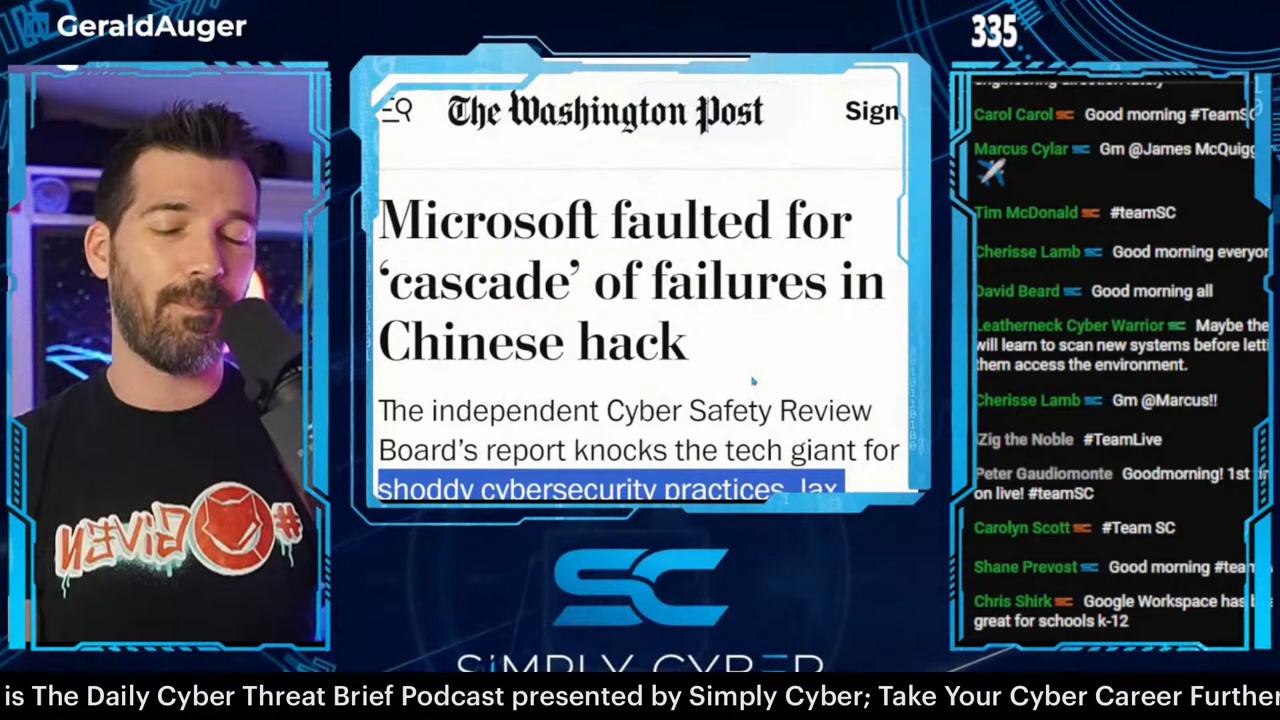 GeraldAuger
335
The Washington Post
Sign
Microsoft faulted for
‘cascade’ of failures in
Chinese hack
The independent Cyber Safety Review
Board’s report knocks the tech giant for
shoddy cybersecurity practices, lax
Carol Carol Good morning #TeamSC
Marcus Cylar Gm @James McQuigg
Tim McDonald #teamSC
Cherisse Lamb Good morning everyon
David Beard Good morning all
Leatherneck Cyber Warrior Maybe the
will learn to scan new systems before letti
them access the environment.
Cherisse Lamb Gm @Marcus!!
Zig the Noble #TeamLive
Peter Gaudiomonte Goodmorning! 1st
on live! #teamSC
Carolyn Scott #Team SC
Shane Prevost Good morning #team
Chris Shirk Google Workspace has
great for schools k-12
SC
SIMPLY CYBER
is The Daily Cyber Threat Brief Podcast presented by Simply Cyber; Take Your Cyber Career Further